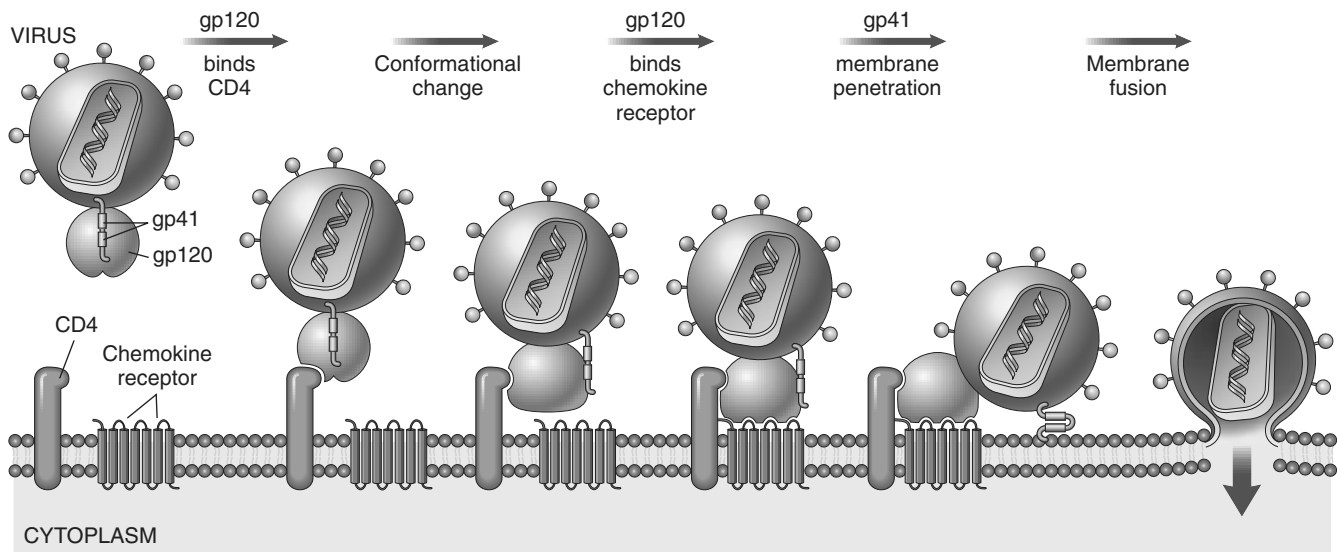 VIRUS
gp120
binds
CD4
Conformational
change
gp120
binds
chemokine
receptor
gp41
membrane
penetration
Membrane
fusion
gp41
gp120
CD4
Chemokine
receptor
CYTOPLASM